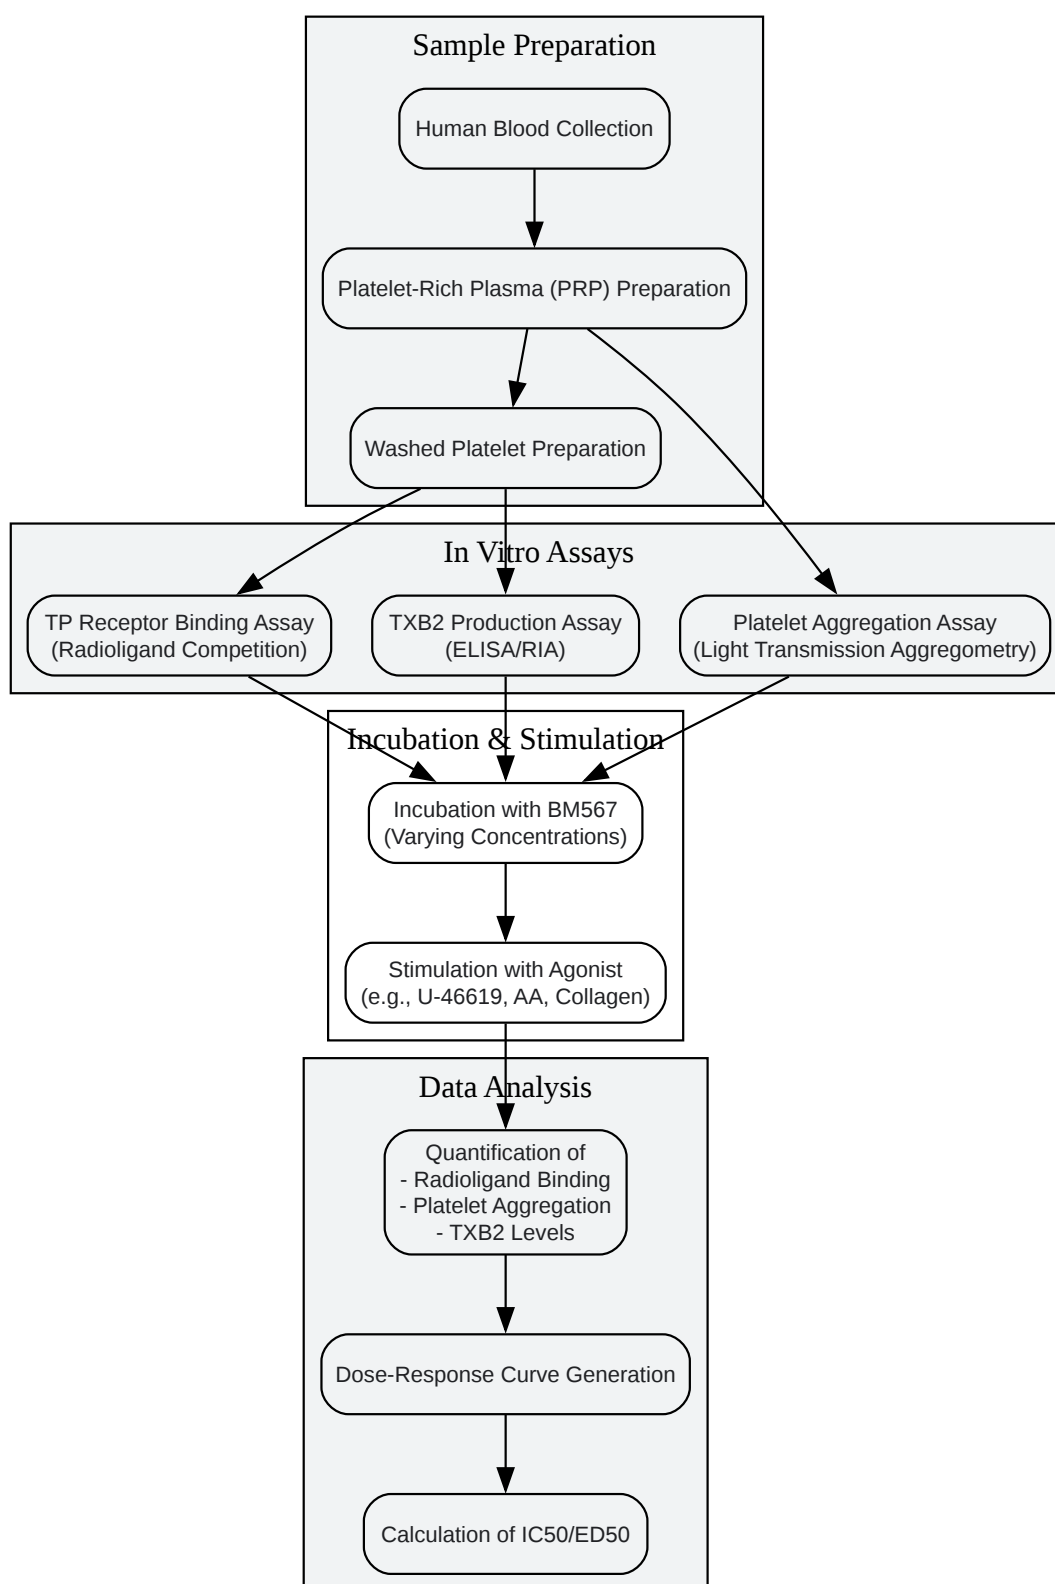 Sample Preparation
Human Blood Collection
Platelet-Rich Plasma (PRP) Preparation
Washed Platelet Preparation
In Vitro Assays
TP Receptor Binding Assay
(Radioligand Competition)
TXB2 Production Assay
(ELISA/RIA)
Platelet Aggregation Assay
(Light Transmission Aggregometry)
Incubation & Stimulation
Incubation with BM567
(Varying Concentrations)
Stimulation with Agonist
(e.g., U-46619, AA, Collagen)
Data Analysis
Quantification of
- Radioligand Binding
- Platelet Aggregation
- TXB2 Levels
Dose-Response Curve Generation
Calculation of IC50/ED50